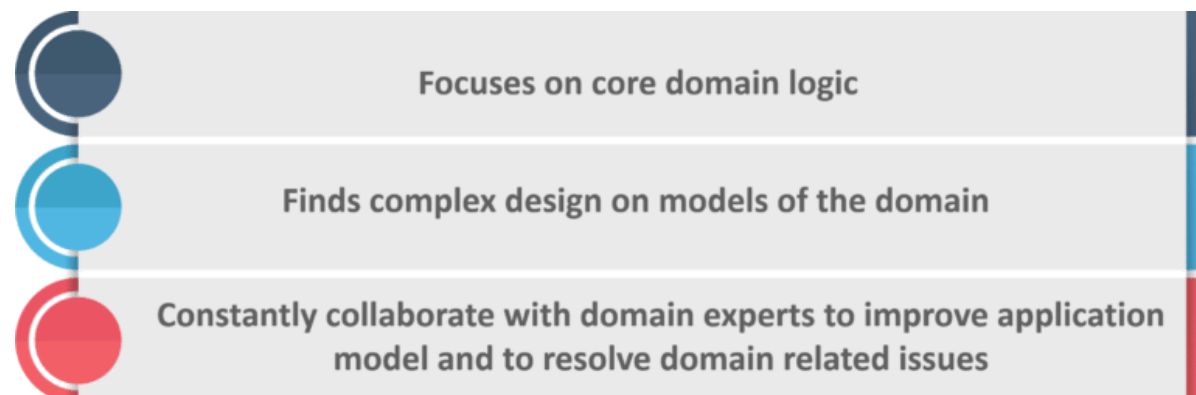 Focuses on core domain logic
Finds complex design on models of the domain
Constantly collaborate with domain experts to improve application
model and to resolve domain related issues